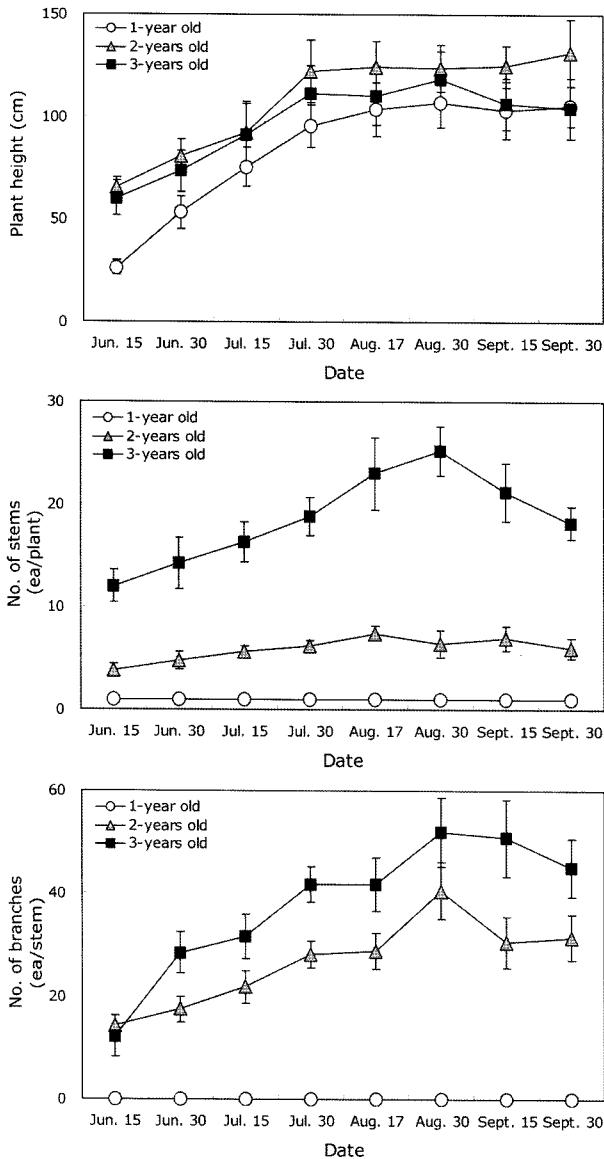 150
100
50
0
Plant height (cm)
1-year old
2-years old
3-years old
Jun. 15 Jun. 30 Jul. 15 Jul. 30 Aug. 17 Aug. 30 Sept. 15 Sept. 30
Date
30
20
10
0
No. of stems
(ea/plant)
1-year old
2-years old
3-years old
Jun. 15 Jun. 30 Jul. 15 Jul. 30 Aug. 17 Aug. 30 Sept. 15 Sept. 30
Date
60
40
20
0
No. of branches
(ea/stem)
1-year old
2-years old
3-years old
Jun. 15 Jun. 30 Jul. 15 Jul. 30 Aug. 17 Aug. 30 Sept. 15 Sept. 30
Date